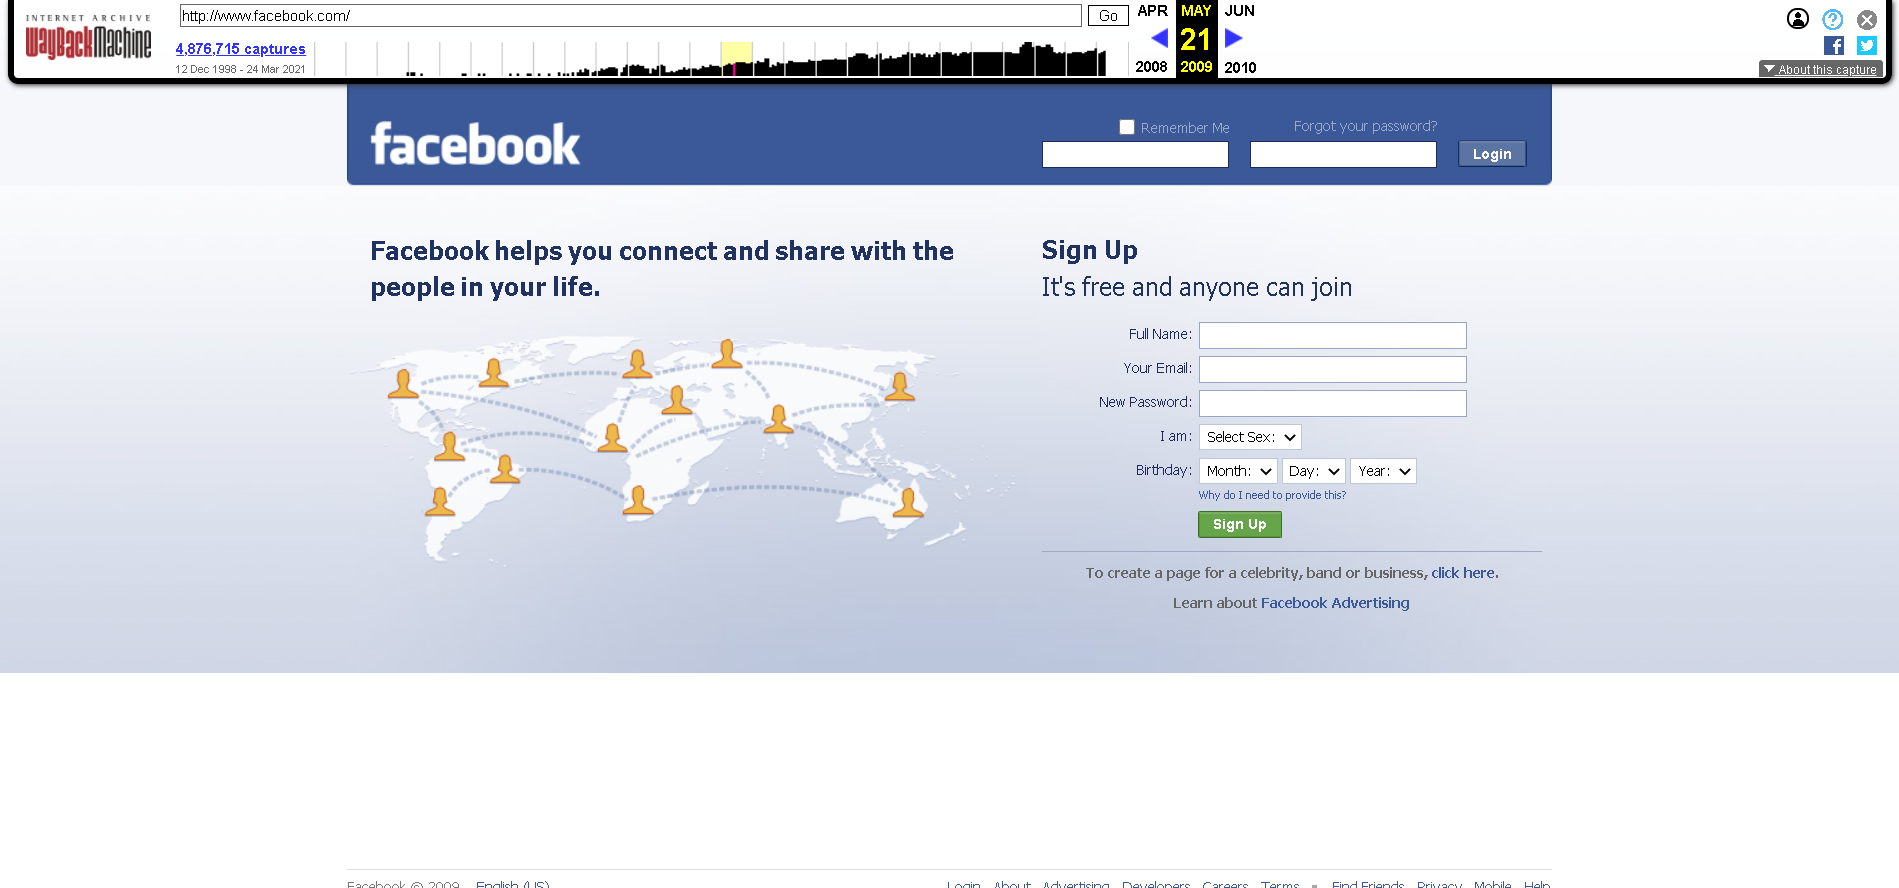 INTERNET ARCHIVE
WayBackMachine
http://www.facebook.com/
Go
4,876,715 captures
12 Dec 1998 - 24 Mar 2021
APR MAY JUN
21
2008 2009 2010
About this capture
facebook
Remember Me
Forgot your password?
Login
Facebook helps you connect and share with the
people in your life.
Sign Up
It's free and anyone can join
Full Name:
Your Email:
New Password:
I am: Select Sex:
Birthday: Month: Day: Year:
Why do I need to provide this?
Sign Up
To create a page for a celebrity, band or business, click here.
Learn about Facebook Advertising
Facebook © 2009 English (US) Login About Advertising Developers Careers Terms Find Friends Privacy Mobile Help